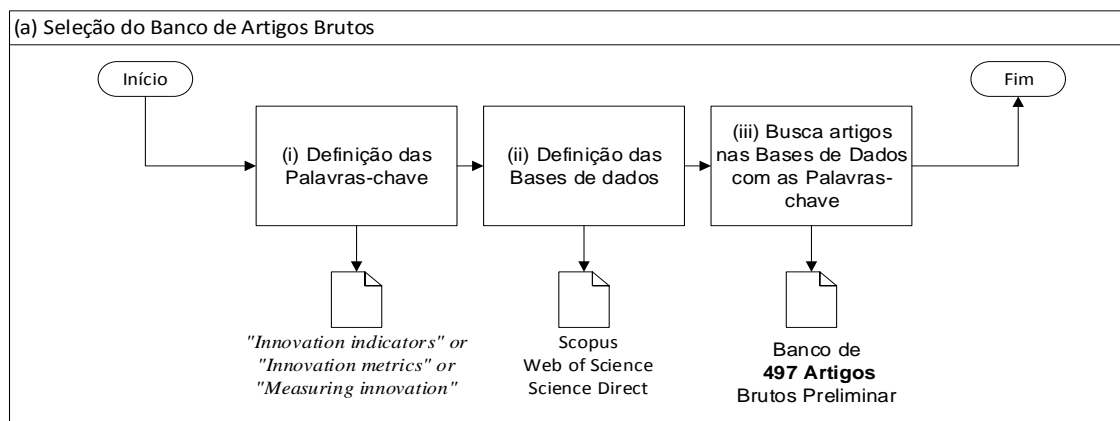 (a) Seleção do Banco de Artigos Brutos
Início
Fim
(i) Definição das
Palavras-chave
(ii) Definição das
Bases de dados
(iii) Busca artigos
nas Bases de Dados
com as Palavras-
chave
"Innovation indicators" or
"Innovation metrics" or
"Measuring innovation"
Scopus
Web of Science
Science Direct
Banco de
497 Artigos
Brutos Preliminar